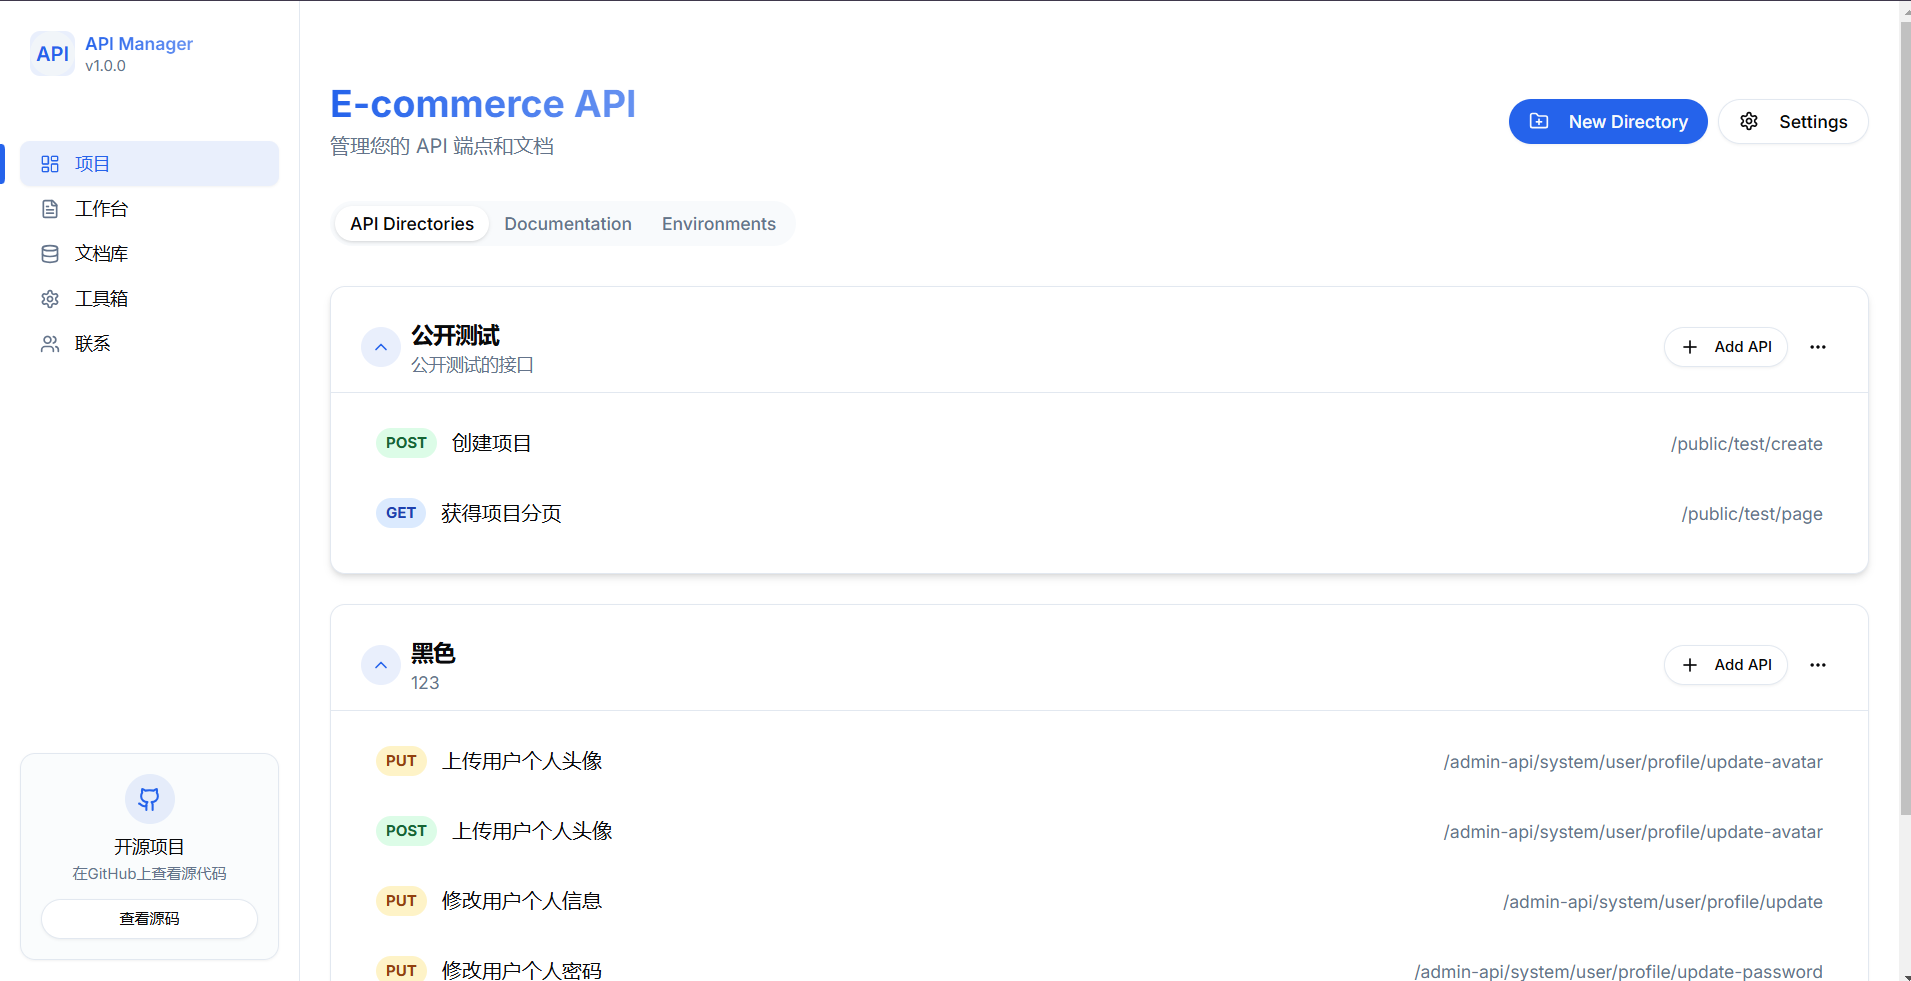 API
API Manager
v1.0.0
项目
工作台
文档库
工具箱
联系
开源项目
在GitHub上查看源代码
查看源码
E-commerce API
管理您的 API 端点和文档
New Directory
Settings
API Directories
Documentation
Environments
公开测试
公开测试的接口
Add API
POST 创建项目 /public/test/create
GET 获得项目分页 /public/test/page
黑色
123
Add API
PUT 上传用户个人头像 /admin-api/system/user/profile/update-avatar
POST 上传用户个人头像 /admin-api/system/user/profile/update-avatar
PUT 修改用户个人信息 /admin-api/system/user/profile/update
PUT 修改用户个人密码 /admin-api/system/user/profile/update-password